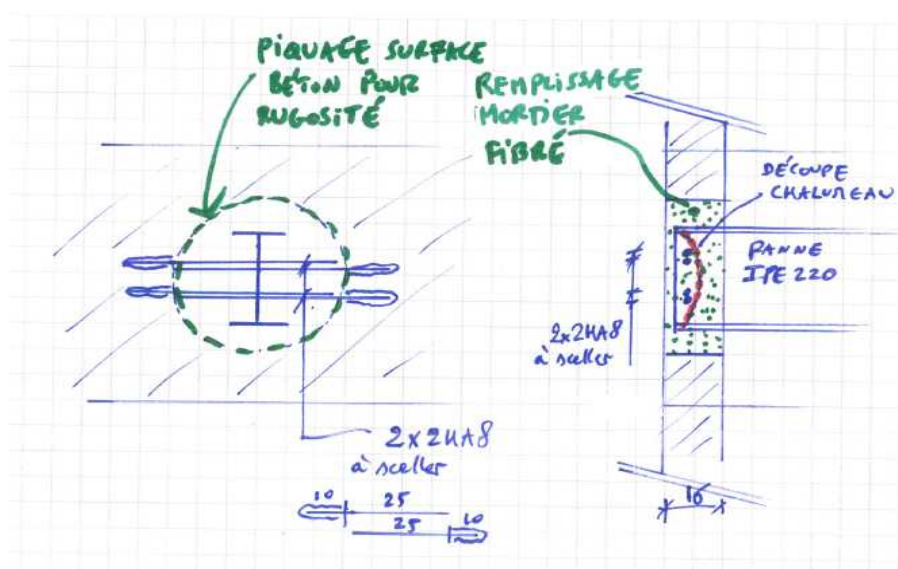 PIQUAGE SURFACE
BÉTON POUR
RUGOSITÉ
REMPLISSAGE
MORTIER
FIBRÉ
DÉCOUPE
CHALUMEAU
PANNE
IPE 220
2x2HA8
à sceller
2x2HA8
à sceller
10 25
25 10
16